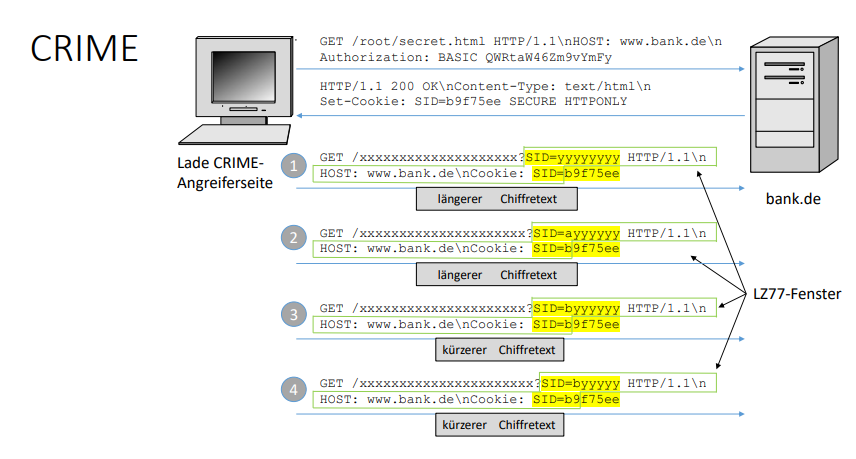 CRIME
GET /root/secret.html HTTP/1.1\nHOST: www.bank.de\n
Authorization: BASIC QWRtaW46Zm9vYmFy
HTTP/1.1 200 OK\nContent-Type: text/html\n
Set-Cookie: SID=b9f75ee SECURE HTTPONLY
Lade CRIME-
Angreiferseite
bank.de
1
GET /xxxxxxxxxxxxxxxxxxxx?SID=yyyyyyyy HTTP/1.1\n
HOST: www.bank.de\nCookie: SID=b9f75ee
längerer Chiffretext
2
GET /xxxxxxxxxxxxxxxxxxxxx?SID=ayyyyyy HTTP/1.1\n
HOST: www.bank.de\nCookie: SID=b9f75ee
längerer Chiffretext
LZ77-Fenster
3
GET /xxxxxxxxxxxxxxxxxxxxx?SID=byyyyyy HTTP/1.1\n
HOST: www.bank.de\nCookie: SID=b9f75ee
kürzerer Chiffretext
4
GET /xxxxxxxxxxxxxxxxxxxxxx?SID=byyyyy HTTP/1.1\n
HOST: www.bank.de\nCookie: SID=b9f75ee
kürzerer Chiffretext